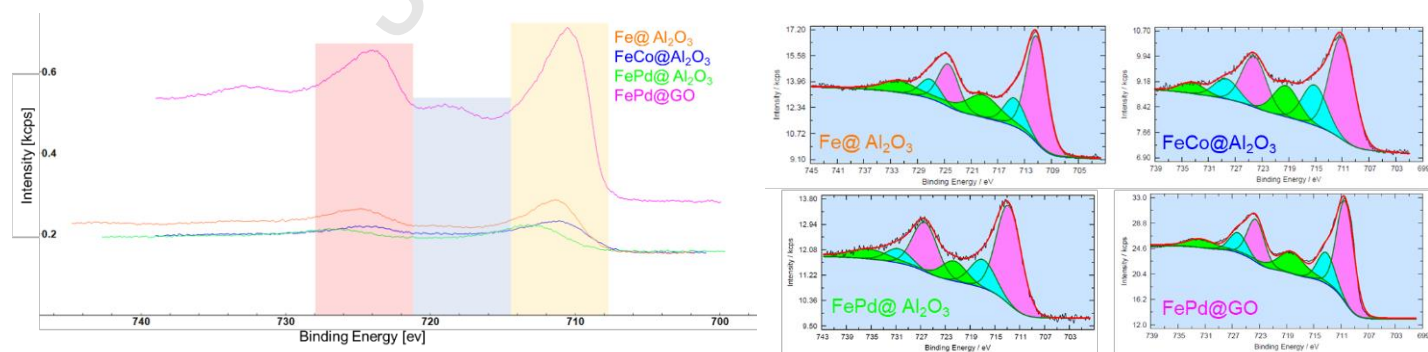 S
Fe@ Al₂O₃
FeCo@Al₂O₃
FePd@ Al₂O₃
FePd@GO
Intensity [kcps]
0.6
0.4
0.2
740
730
720
710
700
Binding Energy [ev]
17.20
15.56
13.96
12.34
10.72
9.10
Intensity / kcps
Fe@ Al₂O₃
745 741 737 733 729 725 721 717 713 709 705
Binding Energy / eV
10.70
9.94
9.18
8.42
7.66
6.90
Intensity / kcps
FeCo@Al₂O₃
739 735 731 727 723 719 715 711 707 703 699
Binding Energy / eV
13.80
12.94
12.08
11.22
10.36
9.50
Intensity / kcps
FePd@ Al₂O₃
743 739 735 731 727 723 719 715 711 707 703
Binding Energy / eV
33.0
28.8
24.6
20.4
16.2
12.0
Intensity / kcps
FePd@GO
739 735 731 727 723 719 715 711 707 703 699
Binding Energy / eV